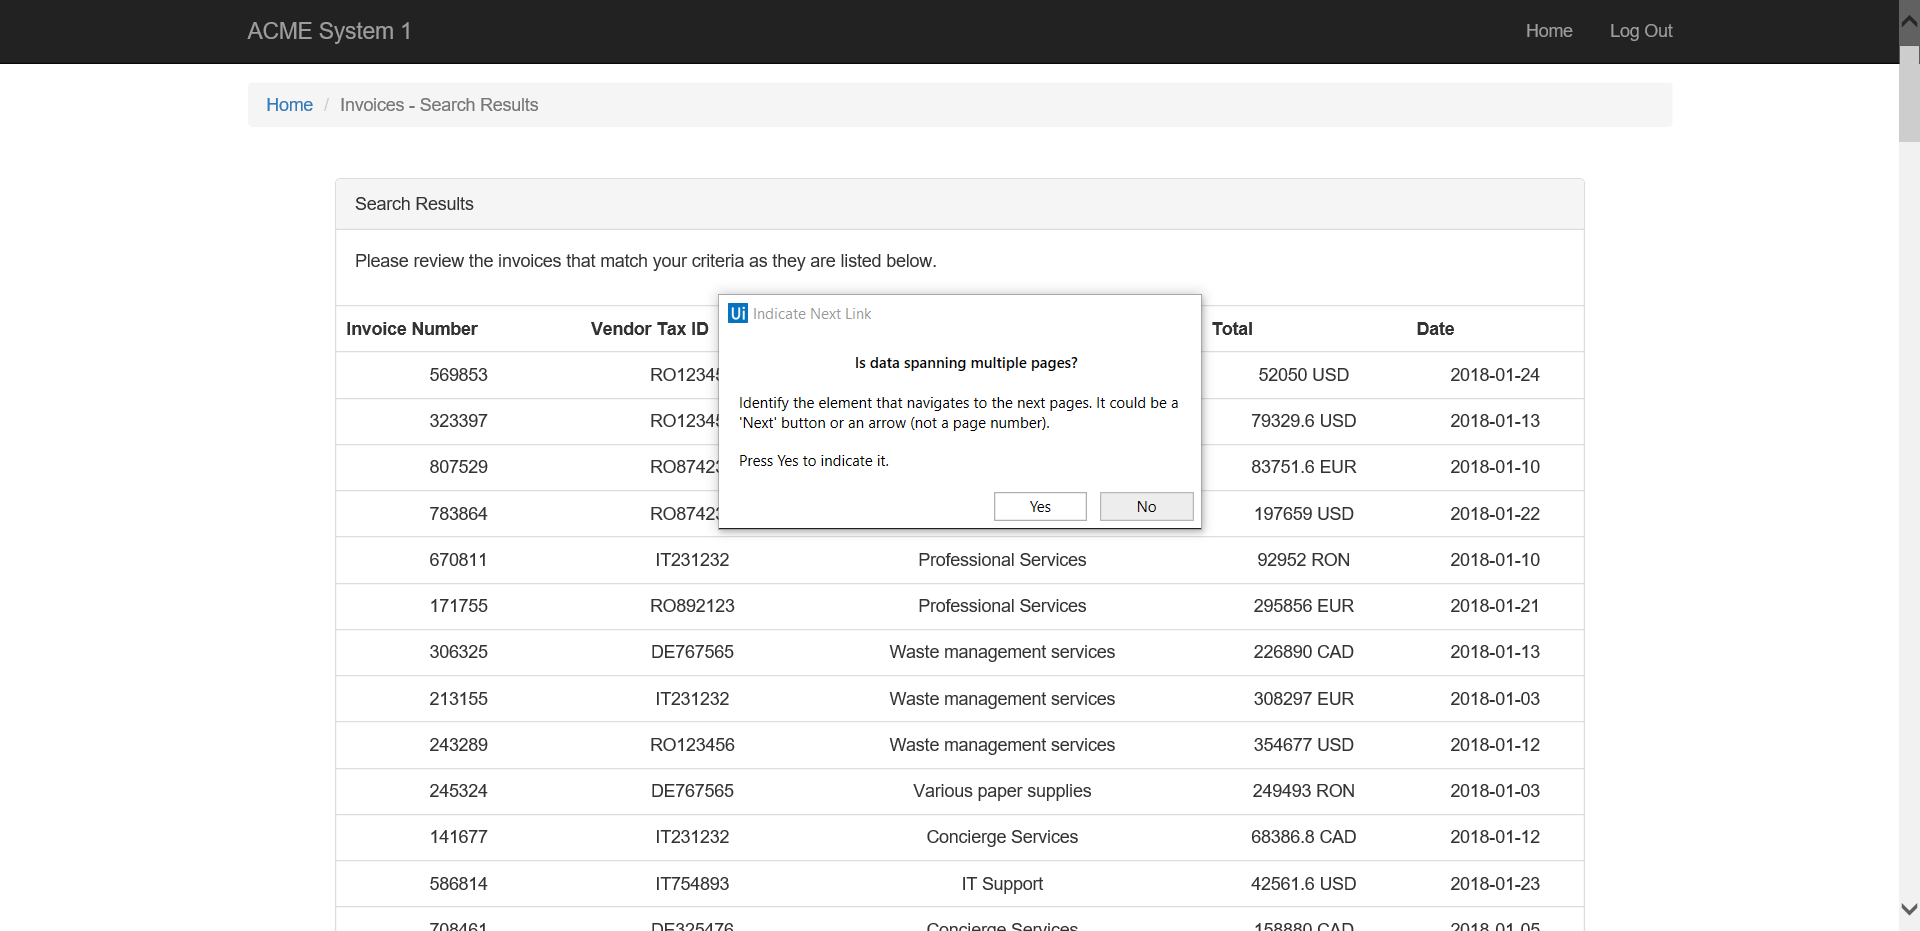 ACME System 1 Home Log Out
Home / Invoices - Search Results
Search Results
Please review the invoices that match your criteria as they are listed below.
Ui Indicate Next Link
Is data spanning multiple pages?
Identify the element that navigates to the next pages. It could be a
'Next' button or an arrow (not a page number).
Press Yes to indicate it.
Yes No
Invoice Number Vendor Tax ID Total Date
569853 RO12345 52050 USD 2018-01-24
323397 RO12345 79329.6 USD 2018-01-13
807529 RO8742 83751.6 EUR 2018-01-10
783864 RO8742 197659 USD 2018-01-22
670811 IT231232 Professional Services 92952 RON 2018-01-10
171755 RO892123 Professional Services 295856 EUR 2018-01-21
306325 DE767565 Waste management services 226890 CAD 2018-01-13
213155 IT231232 Waste management services 308297 EUR 2018-01-03
243289 RO123456 Waste management services 354677 USD 2018-01-12
245324 DE767565 Various paper supplies 249493 RON 2018-01-03
141677 IT231232 Concierge Services 68386.8 CAD 2018-01-12
586814 IT754893 IT Support 42561.6 USD 2018-01-23
708461 DE325476 Concierge Services 158880 CAD 2018-01-05